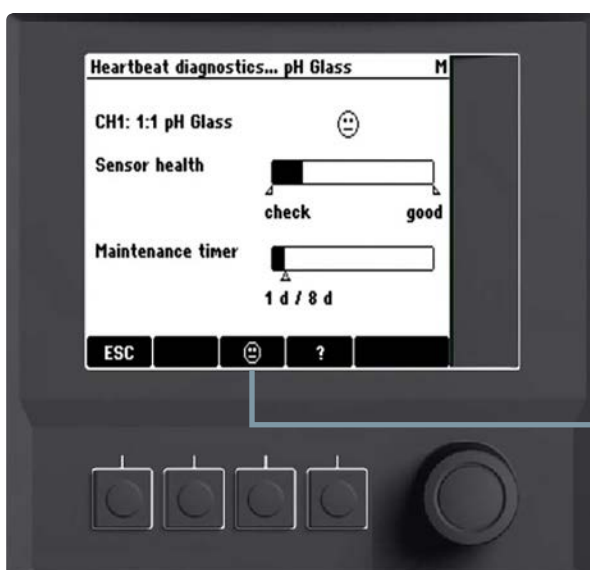 Heartbeat diagnostics... pH Glass M
CH1: 1:1 pH Glass
Sensor health
check good
Maintenance timer
1 d / 8 d
ESC ?